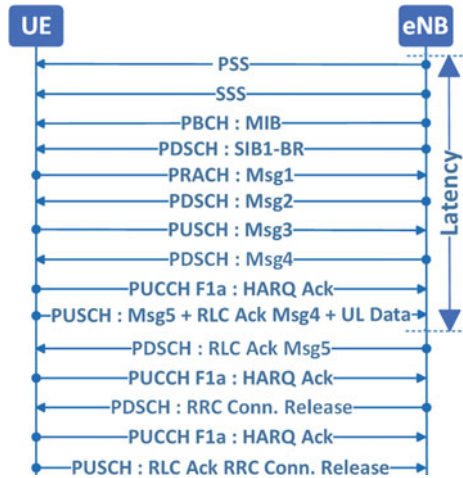 UE
eNB
PSS
SSS
PBCH : MIB
PDSCH : SIB1-BR
PRACH : Msg1
PDSCH : Msg2
PUSCH : Msg3
PDSCH : Msg4
PUCCH F1a : HARQ Ack
PUSCH : Msg5 + RLC Ack Msg4 + UL Data
PDSCH : RLC Ack Msg5
PUCCH F1a : HARQ Ack
PDSCH : RRC Conn. Release
PUCCH F1a : HARQ Ack
PUSCH : RLC Ack RRC Conn. Release
Latency